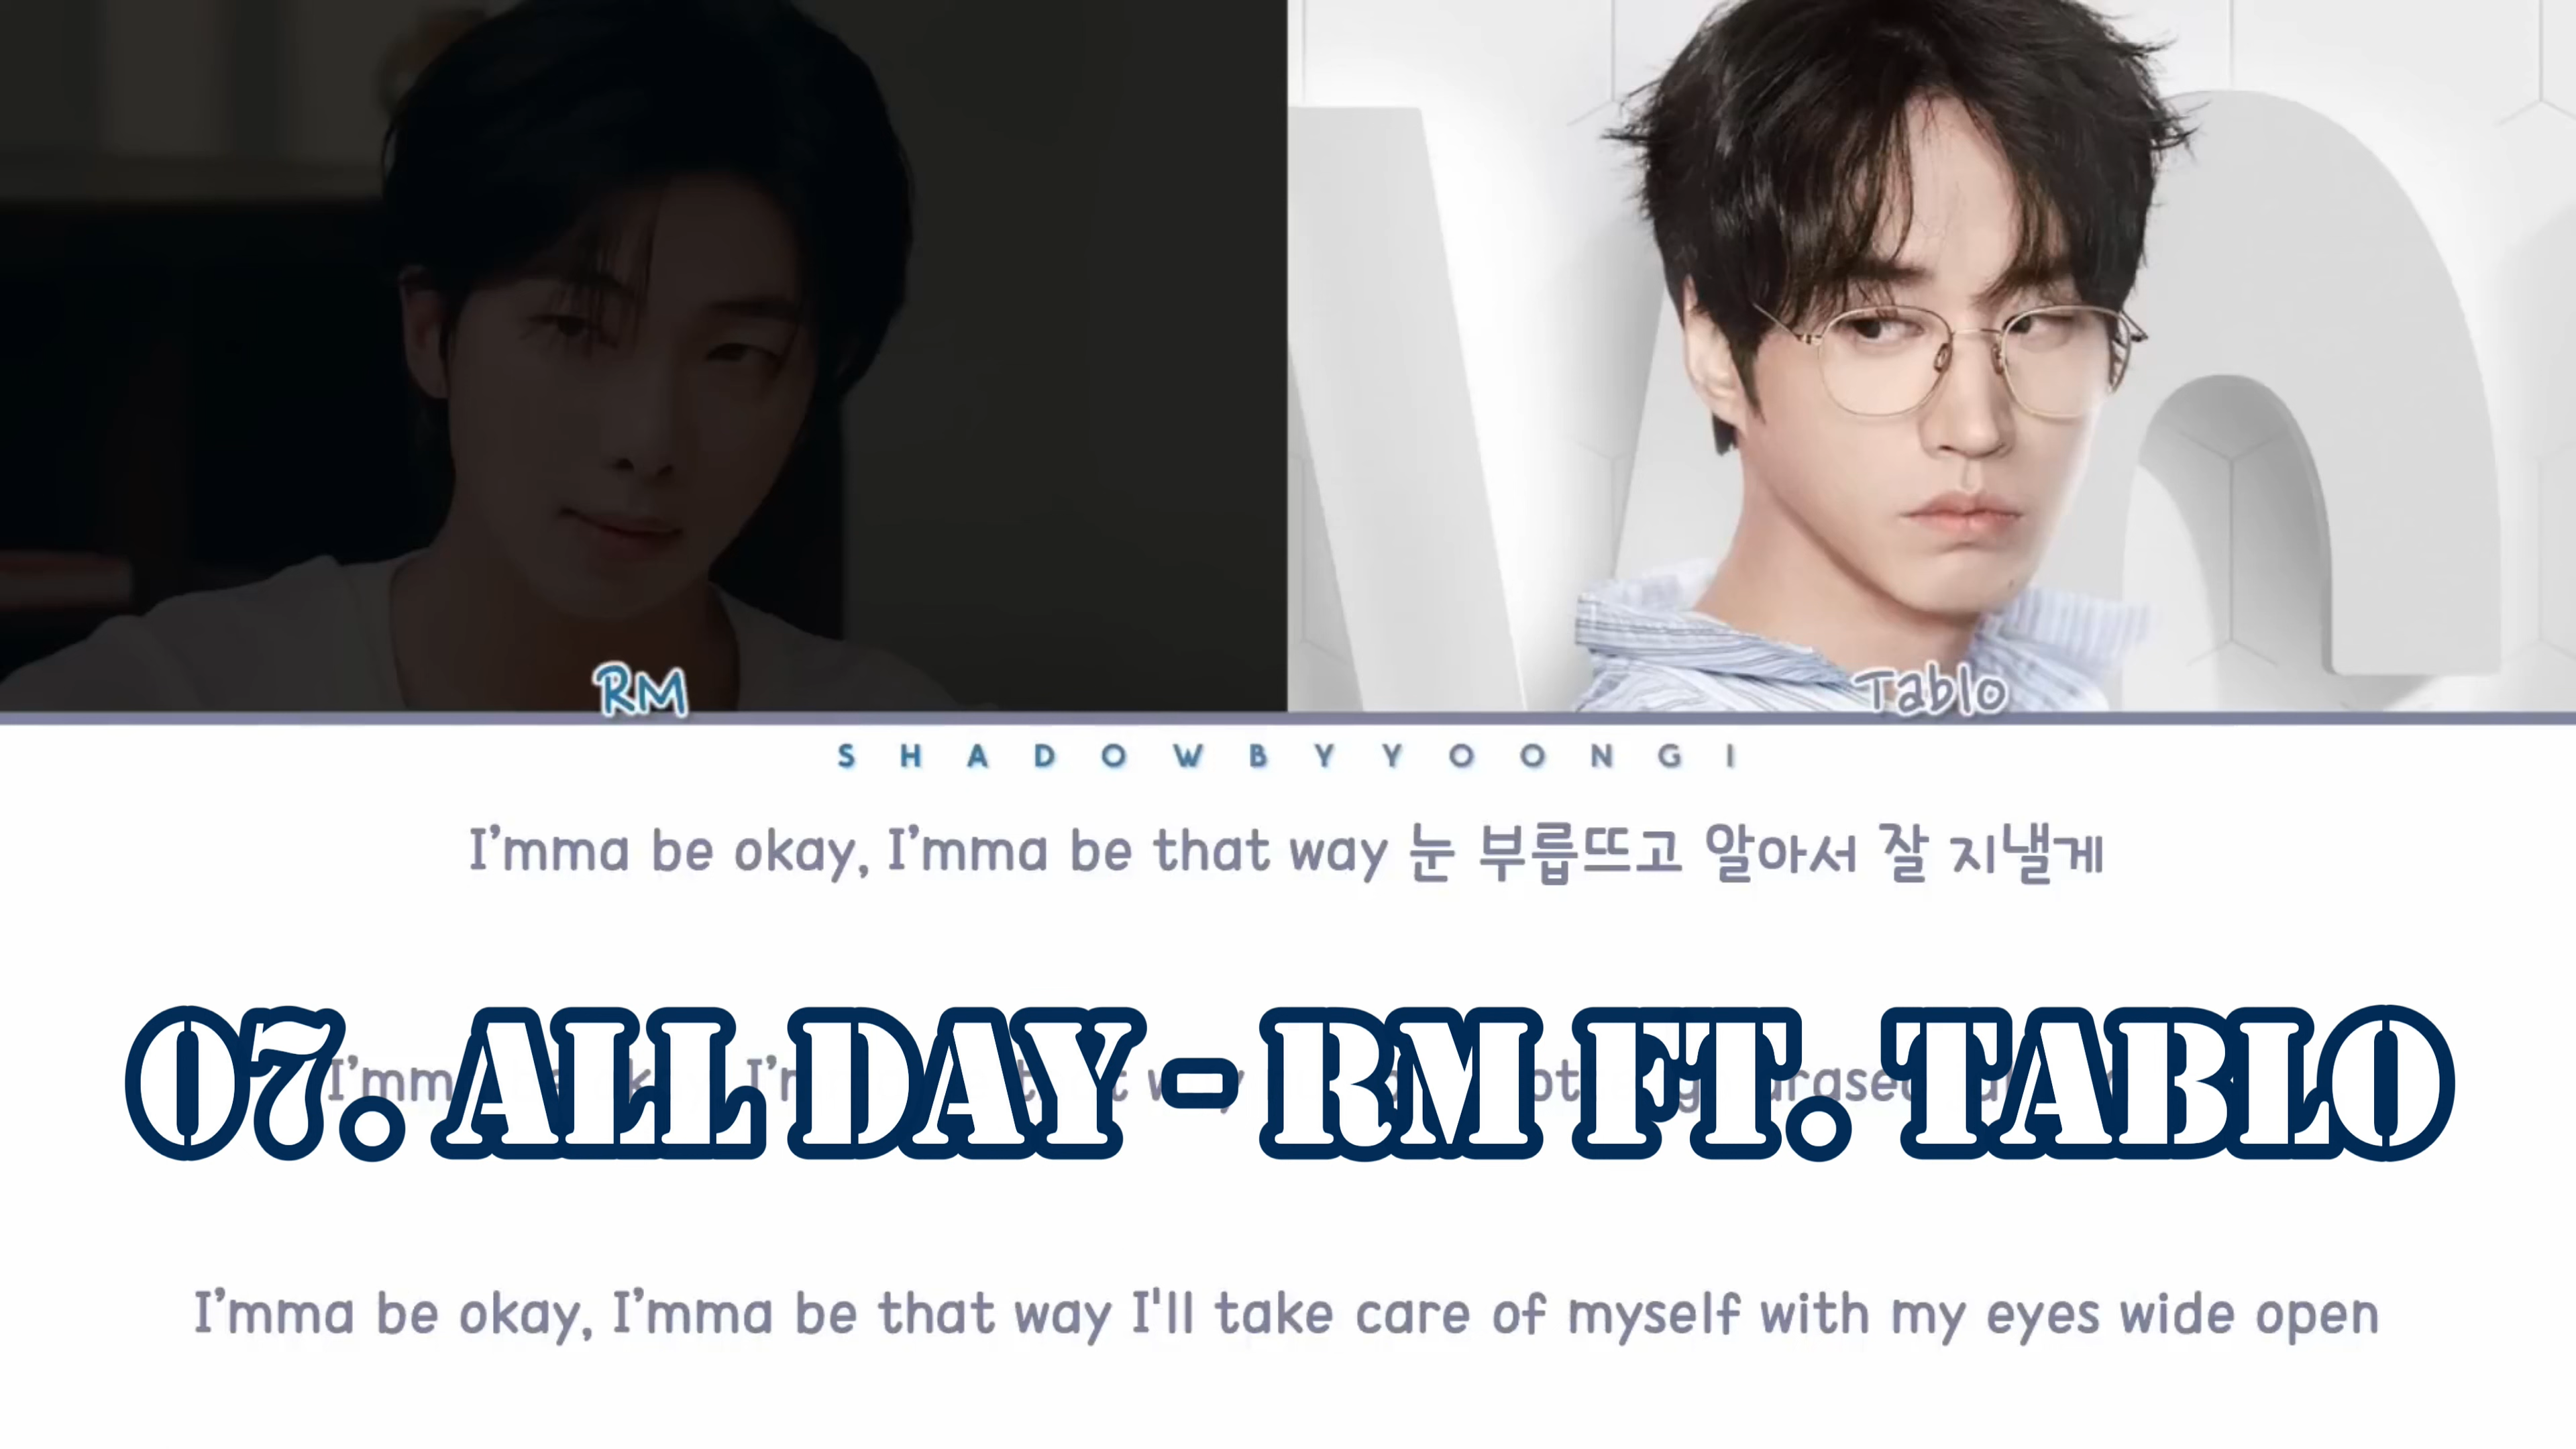 RM
Tablo
SHADOWBYYOONGI
I'mma be okay, I'mma be that way 눈 부릅뜨고 알아서 잘 지낼게
07. ALL DAY - RM FT. TABLO
I'mma be okay, I'mma be that way I'll take care of myself with my eyes wide open